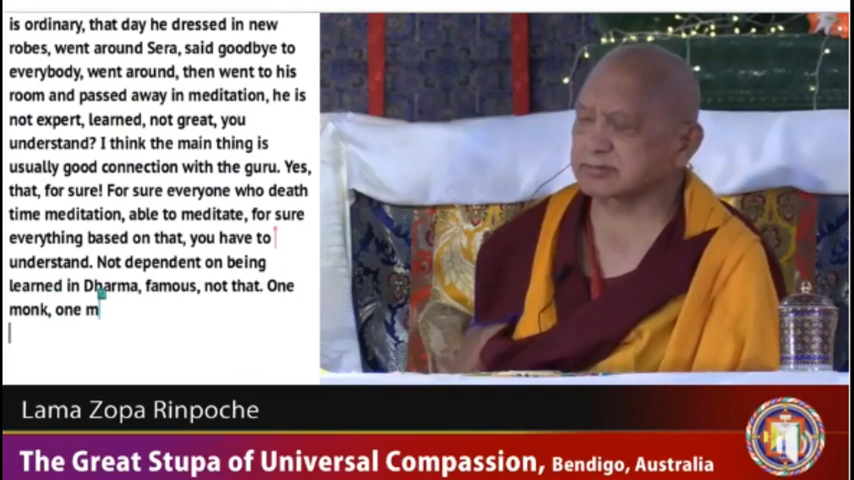 is ordinary, that day he dressed in new
robes, went around Sera, said goodbye to
everybody, went around, then went to his
room and passed away in meditation, he is
not expert, learned, not great, you
understand? I think the main thing is
usually good connection with the guru. Yes,
that, for sure! For sure everyone who death
time meditation, able to meditate, for sure
everything based on that, you have to
understand. Not dependent on being
learned in Dharma, famous, not that. One
monk, one m
Lama Zopa Rinpoche
The Great Stupa of Universal Compassion, Bendigo, Australia